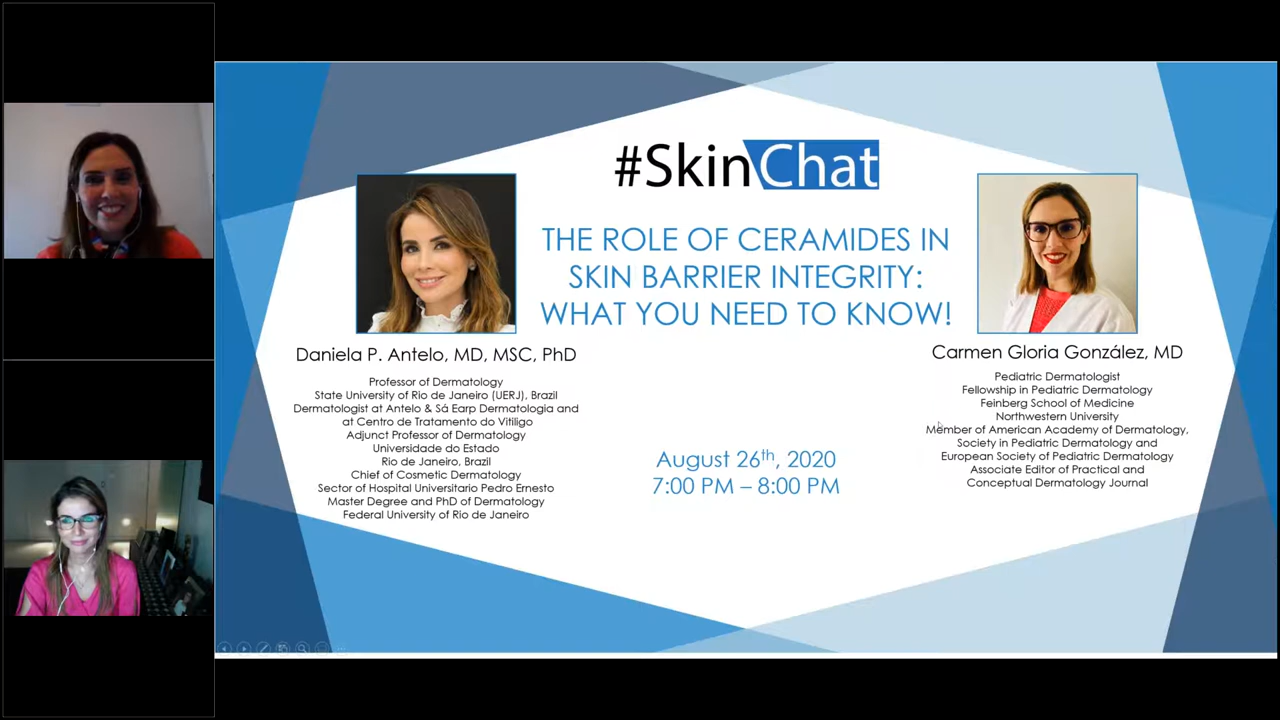 #SkinChat
THE ROLE OF CERAMIDES IN
SKIN BARRIER INTEGRITY:
WHAT YOU NEED TO KNOW!
Daniela P. Antelo, MD, MSC, PhD
Professor of Dermatology
State University of Rio de Janeiro (UERJ), Brazil
Dermatologist at Antelo & Sá Earp Dermatologia and
at Centro de Tratamento do Vitiligo
Adjunct Professor of Dermatology
Universidade do Estado
Rio de Janeiro, Brazil
Chief of Cosmetic Dermatology
Sector of Hospital Universitario Pedro Ernesto
Master Degree and PhD of Dermatology
Federal University of Rio de Janeiro
August 26th, 2020
7:00 PM – 8:00 PM
Carmen Gloria González, MD
Pediatric Dermatologist
Fellowship in Pediatric Dermatology
Feinberg School of Medicine
Northwestern University
Member of American Academy of Dermatology,
Society in Pediatric Dermatology and
European Society of Pediatric Dermatology
Associate Editor of Practical and
Conceptual Dermatology Journal